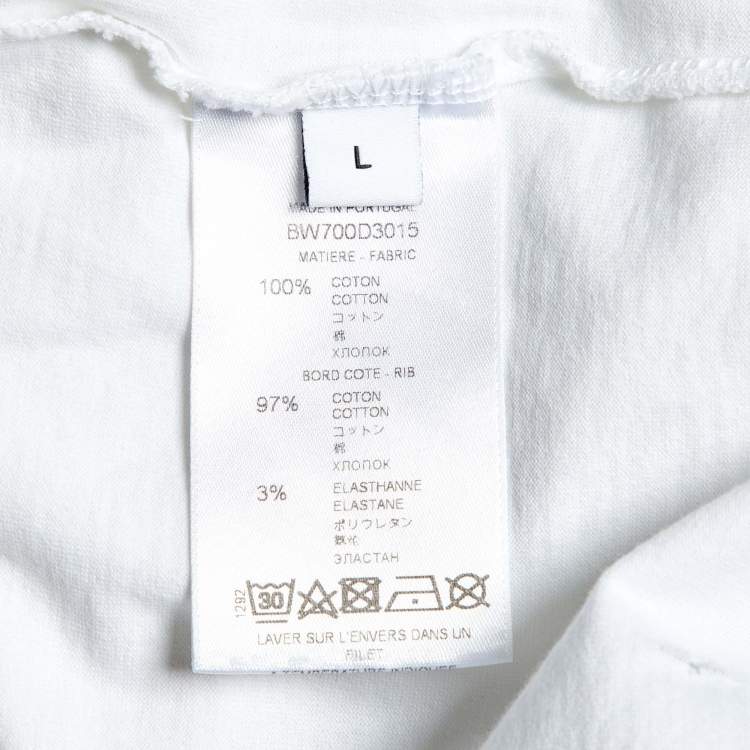 L
MADE IN PORTUGAL
BW700D3015
MATIERE - FABRIC
100% COTON
COTTON
コットン
棉
ХЛОПОК
BORD COTE - RIB
97% COTON
COTTON
コットン
棉
ХЛОПОК
3% ELASTHANNE
ELASTANE
ポリウレタン
ЭЛАСТАН
1292
30
LAVER SUR L'ENVERS DANS UN
FILET
A TEMPERATURE INDIQUEE